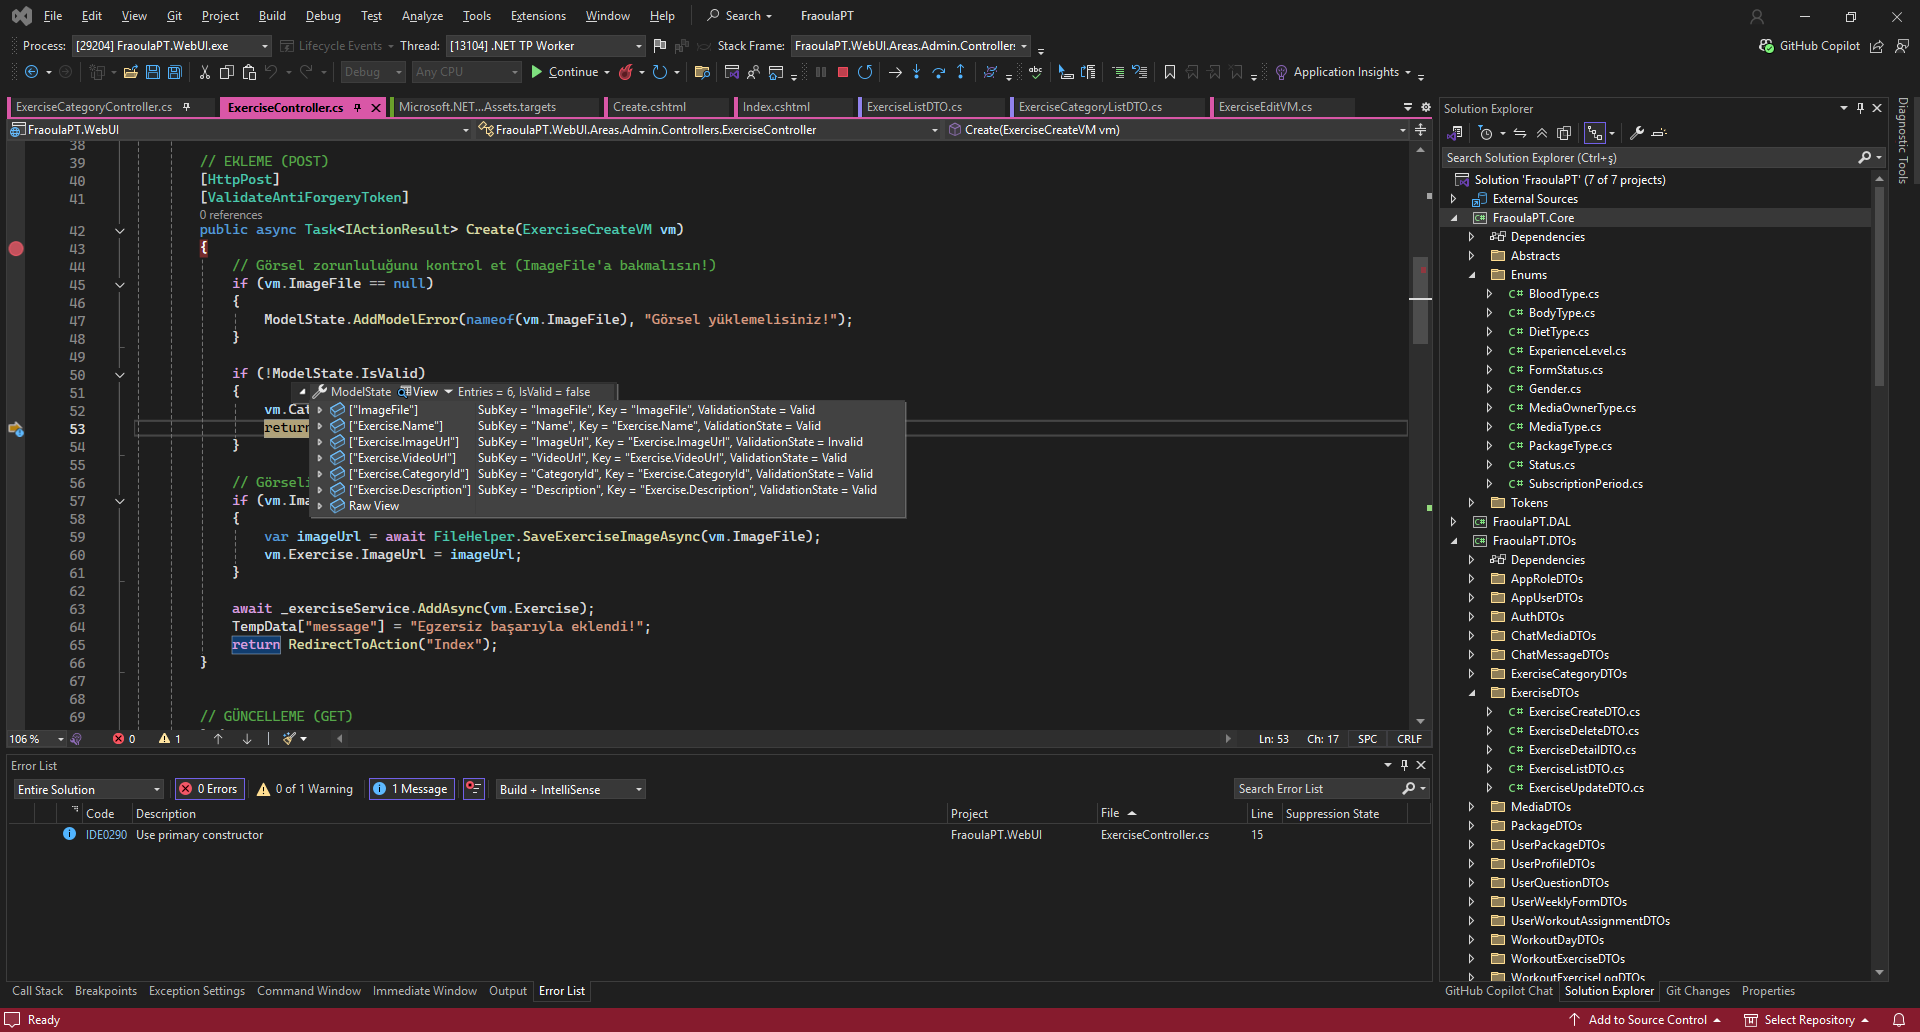 File Edit View Git Project Build Debug Test Analyze Tools Extensions Window Help Search FraoulaPT
Process: [29204] FraoulaPT.WebUI.exe Lifecycle Events Thread: [13104] .NET TP Worker Stack Frame: FraoulaPT.WebUI.Areas.Admin.Controllers GitHub Copilot
Debug Any CPU Continue Application Insights
ExerciseCategoryController.cs ExerciseController.cs Microsoft.NET...Assets.targets Create.cshtml Index.cshtml ExerciseListDTO.cs ExerciseCategoryListDTO.cs ExerciseEditVM.cs
FraoulaPT.WebUI FraoulaPT.WebUI.Areas.Admin.Controllers.ExerciseController Create(ExerciseCreateVM vm)
38
39 // EKLEME (POST)
40 [HttpPost]
41 [ValidateAntiForgeryToken]
0 references
42 public async Task<IActionResult> Create(ExerciseCreateVM vm)
43 {
44 // Görsel zorunluluğunu kontrol et (ImageFile'a bakmalısın!)
45 if (vm.ImageFile == null)
46 {
47 ModelState.AddModelError(nameof(vm.ImageFile), "Görsel yüklemelisiniz!");
48 }
49
50 if (!ModelState.IsValid)
51 {
ModelState View Entries = 6, IsValid = false
52 vm.Cat
["ImageFile"] SubKey = "ImageFile", Key = "ImageFile", ValidationState = Valid
53 return
["Exercise.Name"] SubKey = "Name", Key = "Exercise.Name", ValidationState = Valid
54 }
["Exercise.ImageUrl"] SubKey = "ImageUrl", Key = "Exercise.ImageUrl", ValidationState = Invalid
55
["Exercise.VideoUrl"] SubKey = "VideoUrl", Key = "Exercise.VideoUrl", ValidationState = Valid
["Exercise.CategoryId"] SubKey = "CategoryId", Key = "Exercise.CategoryId", ValidationState = Valid
56 // Görseli
["Exercise.Description"] SubKey = "Description", Key = "Exercise.Description", ValidationState = Valid
57 if (vm.Ima
Raw View
58 {
59 var imageUrl = await FileHelper.SaveExerciseImageAsync(vm.ImageFile);
60 vm.Exercise.ImageUrl = imageUrl;
61 }
62
63 await _exerciseService.AddAsync(vm.Exercise);
64 TempData["message"] = "Egzersiz başarıyla eklendi!";
65 return RedirectToAction("Index");
66 }
67
68
69 // GÜNCELLEME (GET)
106 % 0 1 Ln: 53 Ch: 17 SPC CRLF
Error List
Entire Solution 0 Errors 0 of 1 Warning 1 Message Build + IntelliSense Search Error List
Code Description Project File Line Suppression State
IDE0290 Use primary constructor FraoulaPT.WebUI ExerciseController.cs 15
Call Stack Breakpoints Exception Settings Command Window Immediate Window Output Error List
Solution Explorer
Search Solution Explorer (Ctrl+ş)
Solution 'FraoulaPT' (7 of 7 projects)
External Sources
FraoulaPT.Core
Dependencies
Abstracts
Enums
C# BloodType.cs
C# BodyType.cs
C# DietType.cs
C# ExperienceLevel.cs
C# FormStatus.cs
C# Gender.cs
C# MediaOwnerType.cs
C# MediaType.cs
C# PackageType.cs
C# Status.cs
C# SubscriptionPeriod.cs
Tokens
FraoulaPT.DAL
FraoulaPT.DTOs
Dependencies
AppRoleDTOs
AppUserDTOs
AuthDTOs
ChatMediaDTOs
ChatMessageDTOs
ExerciseCategoryDTOs
ExerciseDTOs
C# ExerciseCreateDTO.cs
C# ExerciseDeleteDTO.cs
C# ExerciseDetailDTO.cs
C# ExerciseListDTO.cs
C# ExerciseUpdateDTO.cs
MediaDTOs
PackageDTOs
UserPackageDTOs
UserProfileDTOs
UserQuestionDTOs
UserWeeklyFormDTOs
UserWorkoutAssignmentDTOs
WorkoutDayDTOs
WorkoutExerciseDTOs
WorkoutExerciseLogDTOs
GitHub Copilot Chat Solution Explorer Git Changes Properties
Diagnostic Tools
Ready Add to Source Control Select Repository